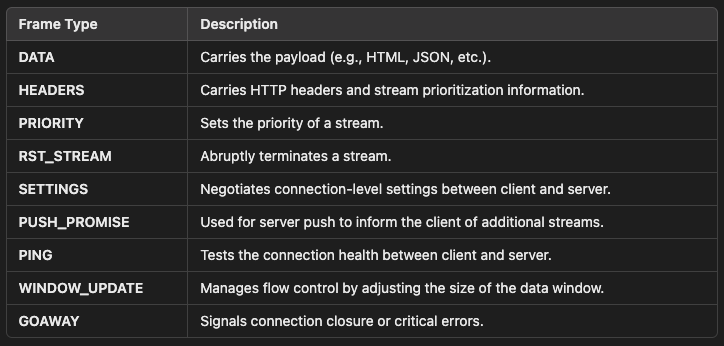 Frame Type Description
DATA Carries the payload (e.g., HTML, JSON, etc.).
HEADERS Carries HTTP headers and stream prioritization information.
PRIORITY Sets the priority of a stream.
RST_STREAM Abruptly terminates a stream.
SETTINGS Negotiates connection-level settings between client and server.
PUSH_PROMISE Used for server push to inform the client of additional streams.
PING Tests the connection health between client and server.
WINDOW_UPDATE Manages flow control by adjusting the size of the data window.
GOAWAY Signals connection closure or critical errors.